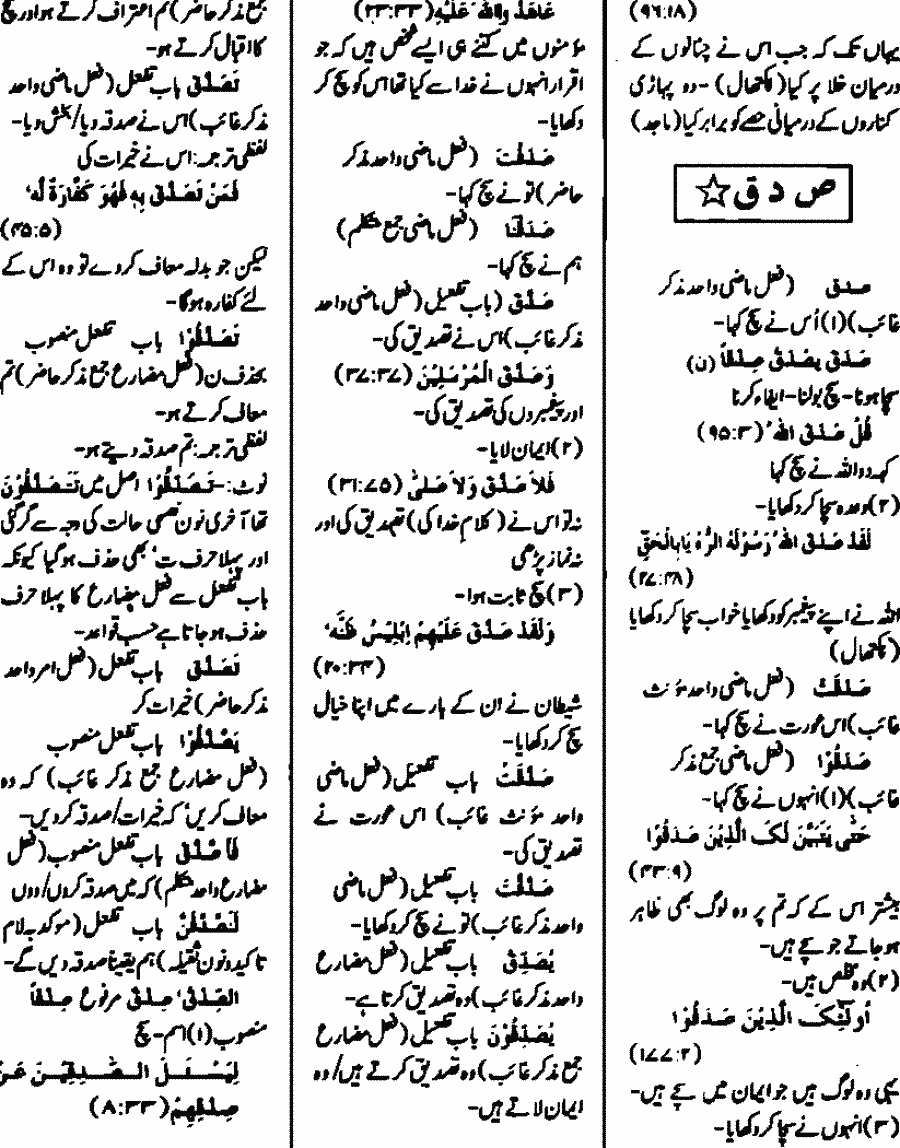 (۹۶:۱۸)
یہاں تک کہ جب اس نے چٹانوں کے
درمیان خلا پر کیا (مکتھال) -دو پہاڑی
کناروں کے درمیانی حصے کو برابر کیا (ماجد)
ص د ق ☆
صدق (فعل ماضی واحد مذکر
غائب) (۱) اُس نے سچ کہا-
صَدَقَ یصْدُقُ صِدْقاً (ن)
سچا ہونا- سچ بولنا- ایفاء کرنا
قُلْ صَدَقَ اللہُ (۹۵:۳)
کہہ دو اللہ نے سچ کہا
(۲) وعدہ سچا کر دکھایا-
لَقَدْ صَدَقَ اللہُ رَسُوْلَهُ الرُّءْیَا بِالْحَقِّ
(۲۷:۴۸)
اللہ نے اپنے پیغمبر کو دکھایا خواب سچا کر دکھایا
(مکتھال)
صَدَقَتْ (فعل ماضی واحد مؤنث
غائب) اس عورت نے سچ کہا-
صَدَقُوْا (فعل ماضی جمع مذکر
غائب) (۱) انہوں نے سچ کہا-
حَتّٰی یَتَبَیَّنَ لَکَ الَّذِیْنَ صَدَقُوْا
(۴۳:۹)
پیشتر اس کے کہ تم پر وہ لوگ بھی ظاہر
ہو جاتے جو سچے ہیں-
(۲) وہ مخلص ہیں-
أُولٰٓئِکَ الَّذِیْنَ صَدَقُوْا
(۱۷۷:۲)
یہی وہ لوگ ہیں جو ایمان میں سچے ہیں-
(۳) انہوں نے سچا کر دکھایا-
عَاهَدُ واللہَ عَلَیْهِ (۲۳:۳۳)
مؤمنوں میں کتنے ہی ایسے شخص ہیں کہ جو
اقرار انہوں نے خدا سے کیا تھا اس کو سچ کر
دکھایا-
صَدَقْتَ (فعل ماضی واحد مذکر
حاضر) تو نے سچ کہا-
صَدَقْنَا (فعل ماضی جمع متکلم)
ہم نے سچ کہا-
صَدَّقَ (باب تفعیل (فعل ماضی واحد
مذکر غائب) اس نے تصدیق کی-
وَصَدَّقَ الْمُرْسَلِیْنَ (۳۷:۳۷)
اور پیغمبروں کی تصدیق کی-
(۲) ایمان لایا-
فَلَا صَدَّقَ وَلَا صَلّٰی (۳۱:۷۵)
نہ تو اس نے (کلامِ خدا کی) تصدیق کی اور
نہ نماز پڑھی
(۳) سچ ثابت ہوا-
وَلَقَدْ صَدَّقَ عَلَیْهِمْ اِبْلِیْسُ ظَنَّهُ
(۲۰:۳۴)
شیطان نے ان کے بارے میں اپنا خیال
سچ کر دکھایا-
صَدَّقَتْ باب تفعیل (فعل ماضی
واحد مؤنث غائب) اس عورت نے
تصدیق کی-
صَدَّقْتَ باب تفعیل (فعل ماضی
واحد مذکر غائب) تو نے سچ کر دکھایا-
یُصَدِّقُ باب تفعیل (فعل مضارع
واحد مذکر غائب) وہ تصدیق کرتا ہے-
یُصَدِّقُوْنَ باب تفعیل (فعل مضارع
جمع مذکر غائب) وہ تصدیق کرتے ہیں/ وہ
ایمان لاتے ہیں-
جمع مذکر حاضر) تم اعتراف کرتے ہو اور سچ
کا اقبال کرتے ہو-
تَصَدَّقَ باب تفعل (فعل ماضی واحد
مذکر غائب) اس نے صدقہ دیا/ بخش دیا-
لفظی ترجمہ: اس نے خیرات کی
فَمَنْ تَصَدَّقَ بِهٖ فَهُوَ کَفَّارَةٌ لَّهُ
(۴۵:۵)
لیکن جو بدلہ معاف کر دے تو وہ اس کے
لئے کفارہ ہوگا-
تَصَدَّقُوْا باب تفعل منصوب
بحذف ن (فعل مضارع جمع مذکر حاضر) تم
معاف کرتے ہو-
لفظی ترجمہ: تم صدقہ دیتے ہو-
نوٹ:- تَصَدَّقُوْا اصل میں تَتَصَدَّقُوْنَ
تھا آخری نون نصبی حالت کی وجہ سے گر گئی
اور پہلا حرف ت' بھی حذف ہو گیا کیونکہ
باب تَفَعُّل سے فعل مضارع کا پہلا حرف
حذف ہو جاتا ہے حسب قواعد-
تَصَدَّقْ باب تفعل (فعل امر واحد
مذکر حاضر) خیرات کر
یَصَّدَّقُوْا باب تفعل منصوب
(فعل مضارع جمع مذکر غائب) کہ وہ
معاف کریں' کہ خیرات/ صدقہ کر دیں-
فَاَصَّدَّقَ باب تفعل منصوب (فعل
مضارع واحد متکلم) کہ میں صدقہ کروں/ دوں
لَنَصَّدَّقَنَّ باب تفعل (موکد بہ لام
تاکید و نون ثقیلہ) ہم یقیناً صدقہ دیں گے-
الصِّدْقُ' صِدْقٍ مرفوع صِدْقاً
منصوب (۱) اسم- سچ
لِیَسْئَلَ الصّٰدِقِیْنَ عَنْ
صِدْقِهِمْ (۸:۳۳)